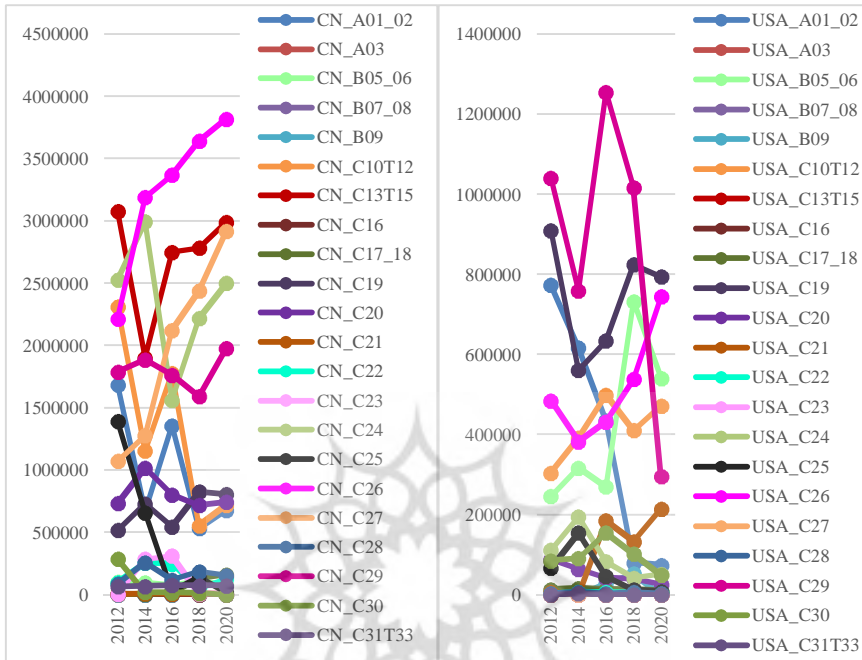 4500000
4000000
3500000
3000000
2500000
2000000
1500000
1000000
500000
0
2012
2014
2016
2018
2020
CN_A01_02
CN_A03
CN_B05_06
CN_B07_08
CN_B09
CN_C10T12
CN_C13T15
CN_C16
CN_C17_18
CN_C19
CN_C20
CN_C21
CN_C22
CN_C23
CN_C24
CN_C25
CN_C26
CN_C27
CN_C28
CN_C29
CN_C30
CN_C31T33
1400000
1200000
1000000
800000
600000
400000
200000
0
2012
2014
2016
2018
2020
USA_A01_02
USA_A03
USA_B05_06
USA_B07_08
USA_B09
USA_C10T12
USA_C13T15
USA_C16
USA_C17_18
USA_C19
USA_C20
USA_C21
USA_C22
USA_C23
USA_C24
USA_C25
USA_C26
USA_C27
USA_C28
USA_C29
USA_C30
USA_C31T33